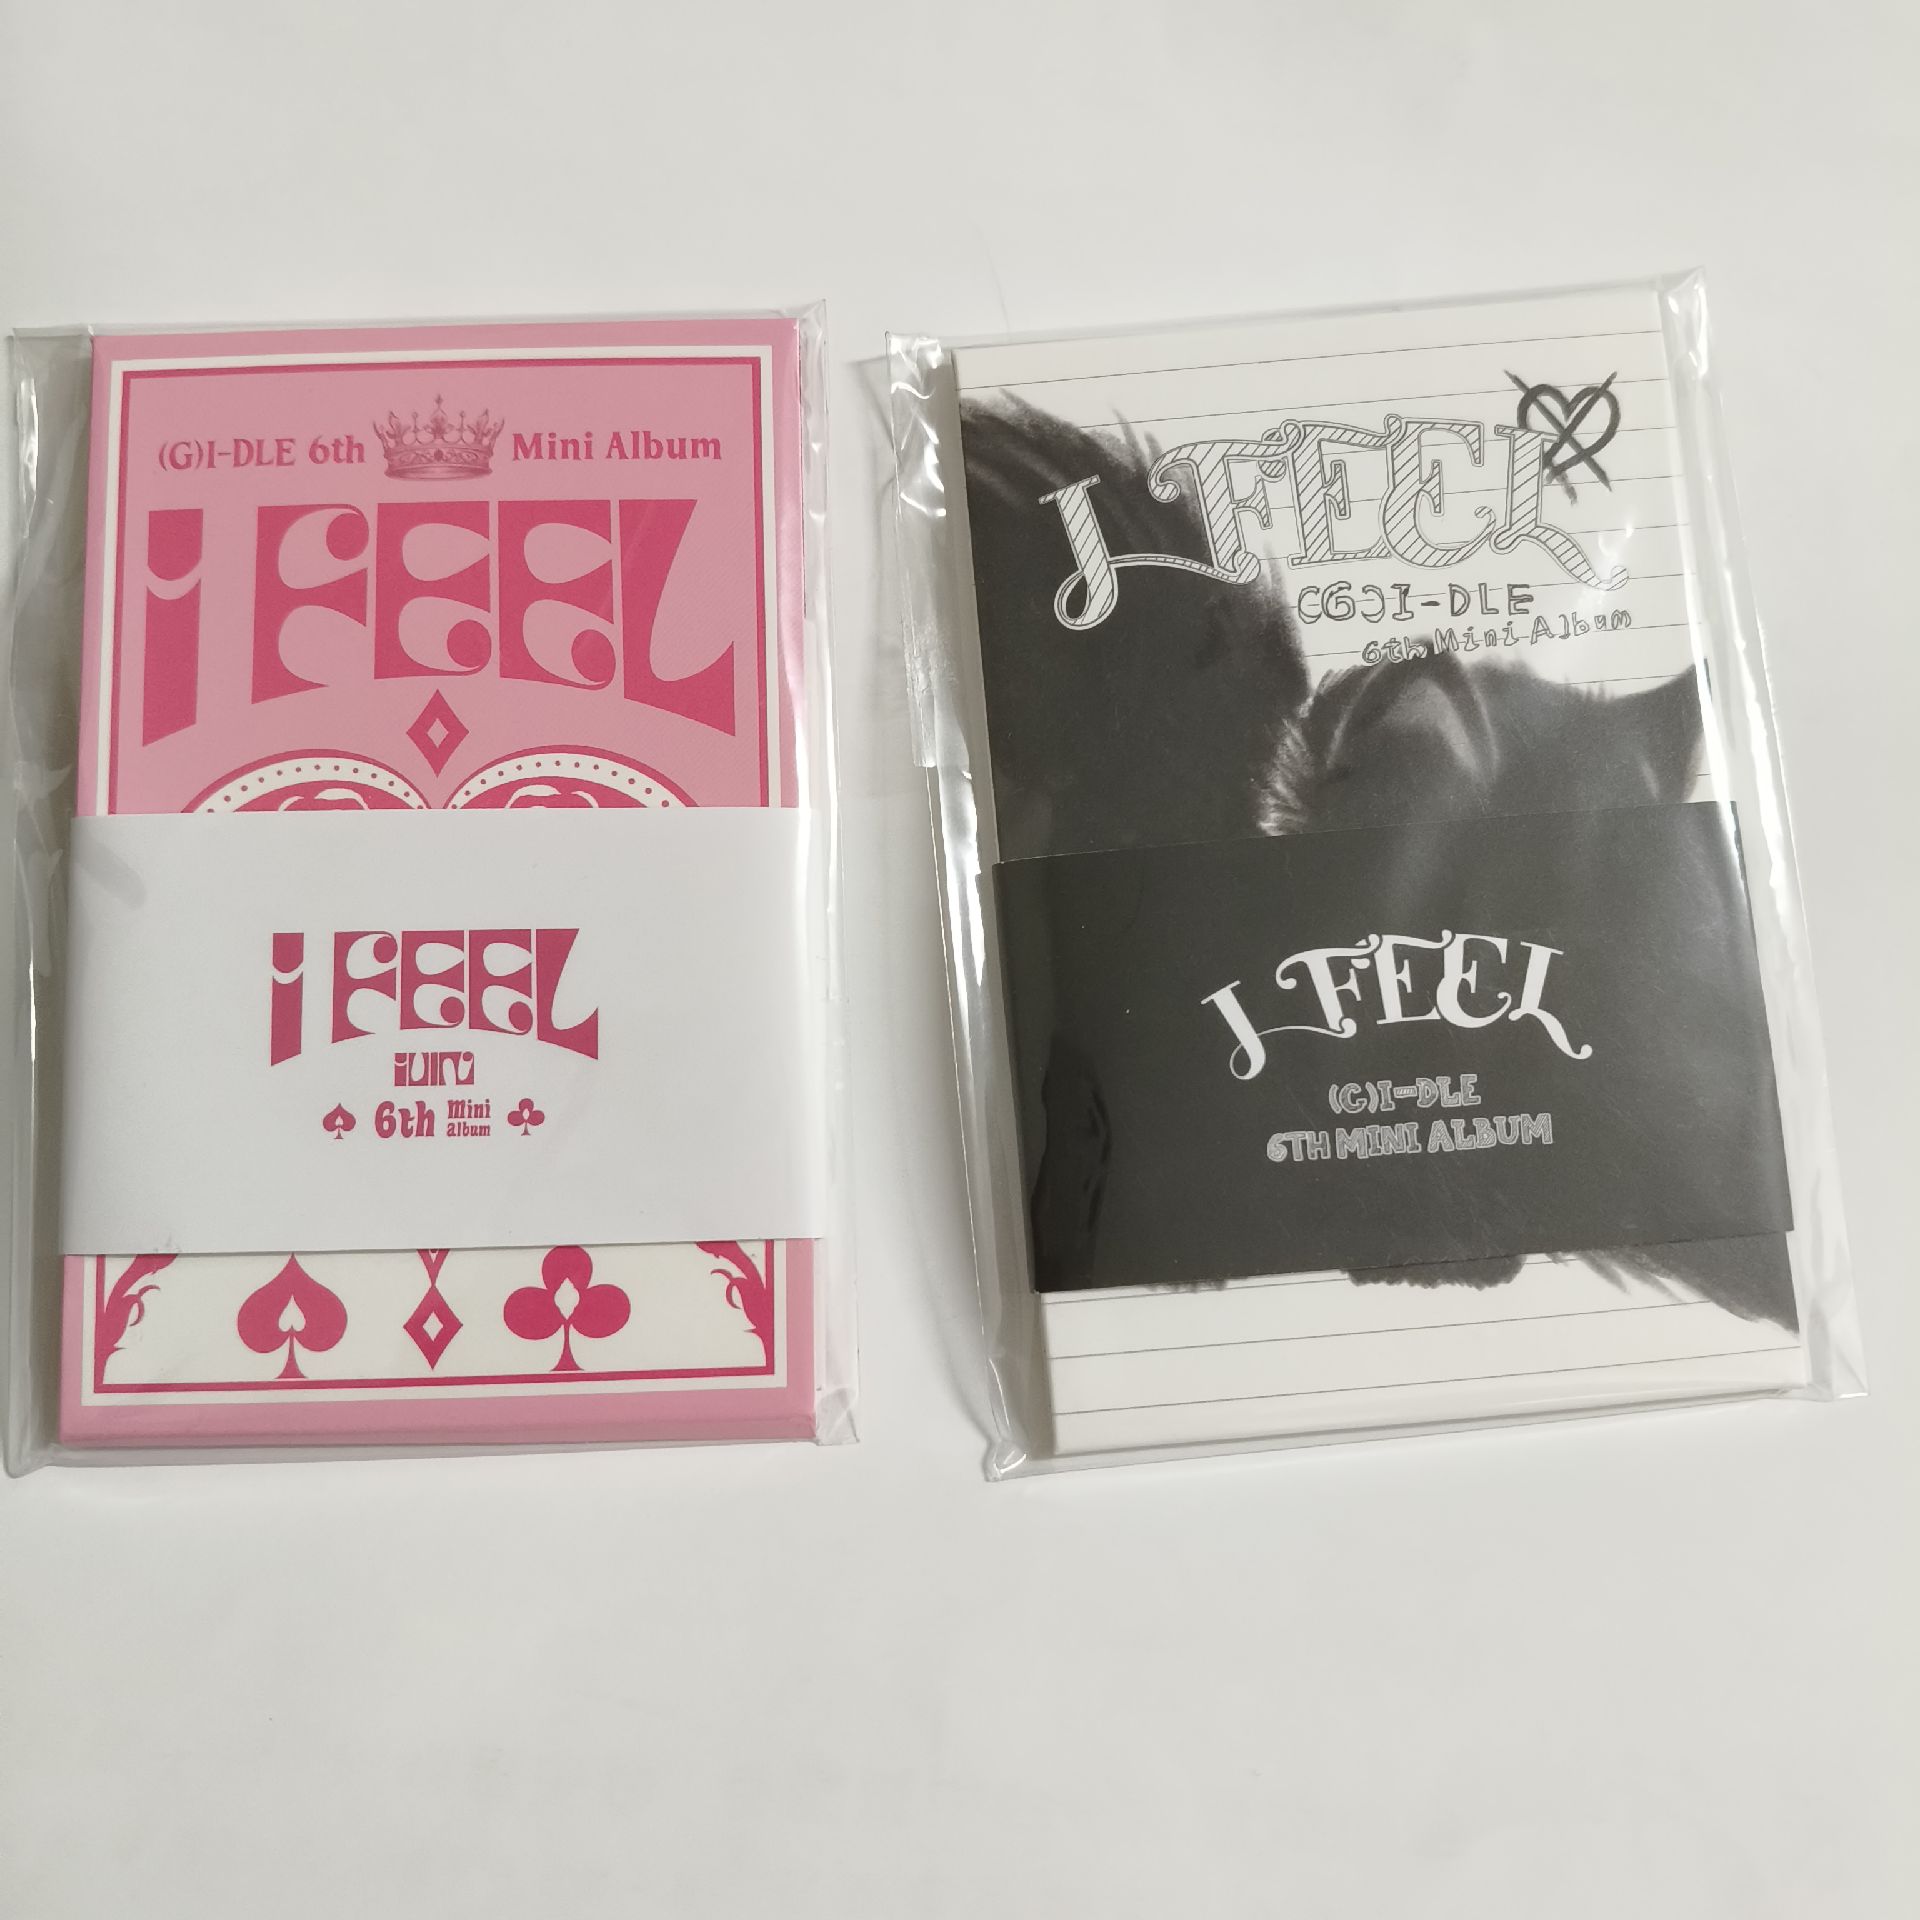 (G)I-DLE 6th Mini Album
i FEEL
i FEEL
6th Mini album
I FEEL
(G)I-DLE
6th Mini Album
I FEEL
(G)I-DLE
6TH MINI ALBUM